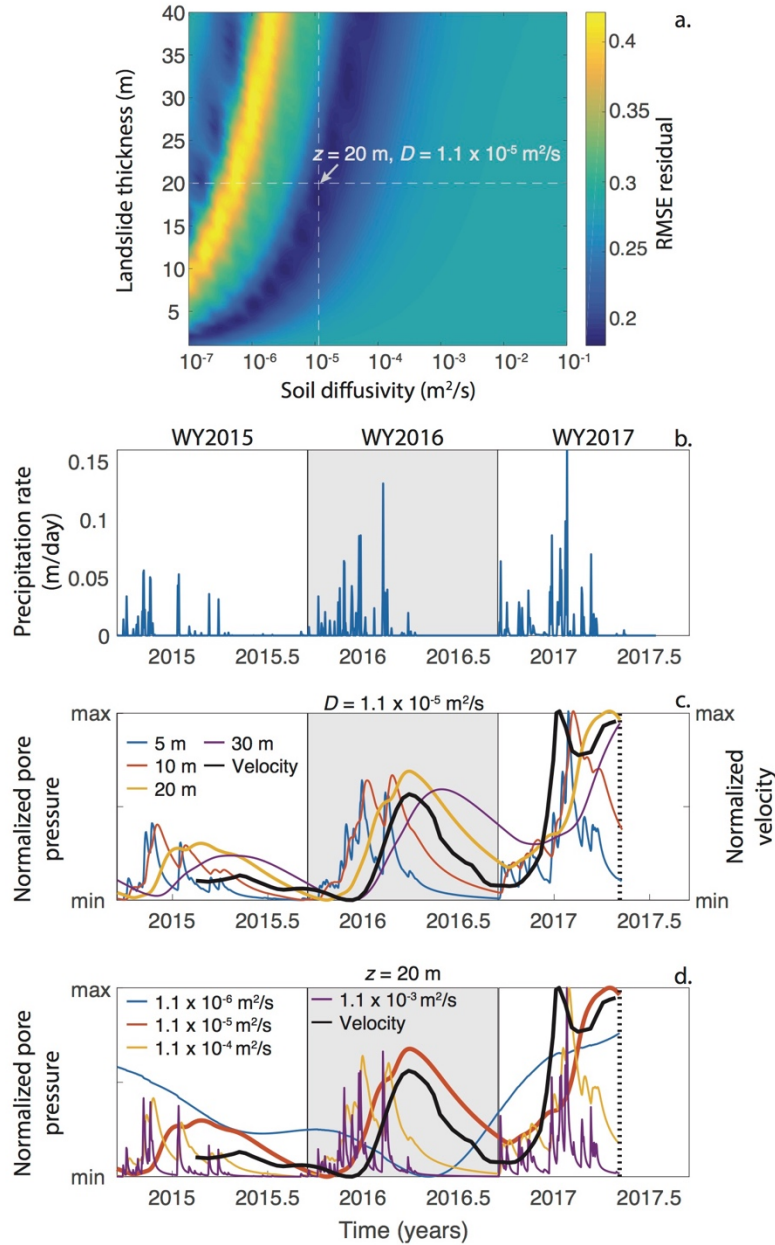 a.
40
35
30
25
20
15
10
5
Landslide thickness (m)
z = 20 m, D = 1.1 x 10⁻⁵ m²/s
10⁻⁷ 10⁻⁶ 10⁻⁵ 10⁻⁴ 10⁻³ 10⁻² 10⁻¹
Soil diffusivity (m²/s)
0.4
0.35
0.3
0.25
0.2
RMSE residual
WY2015 WY2016 WY2017 b.
0.15
0.1
0.05
0
Precipitation rate
(m/day)
2015 2015.5 2016 2016.5 2017 2017.5
D = 1.1 x 10⁻⁵ m²/s c.
max max
5 m 30 m
10 m Velocity
20 m
Normalized pore
pressure
Normalized
velocity
min min
2015 2015.5 2016 2016.5 2017 2017.5
z = 20 m d.
max
1.1 x 10⁻⁶ m²/s 1.1 x 10⁻³ m²/s
1.1 x 10⁻⁵ m²/s Velocity
1.1 x 10⁻⁴ m²/s
Normalized pore
pressure
min
2015 2015.5 2016 2016.5 2017 2017.5
Time (years)